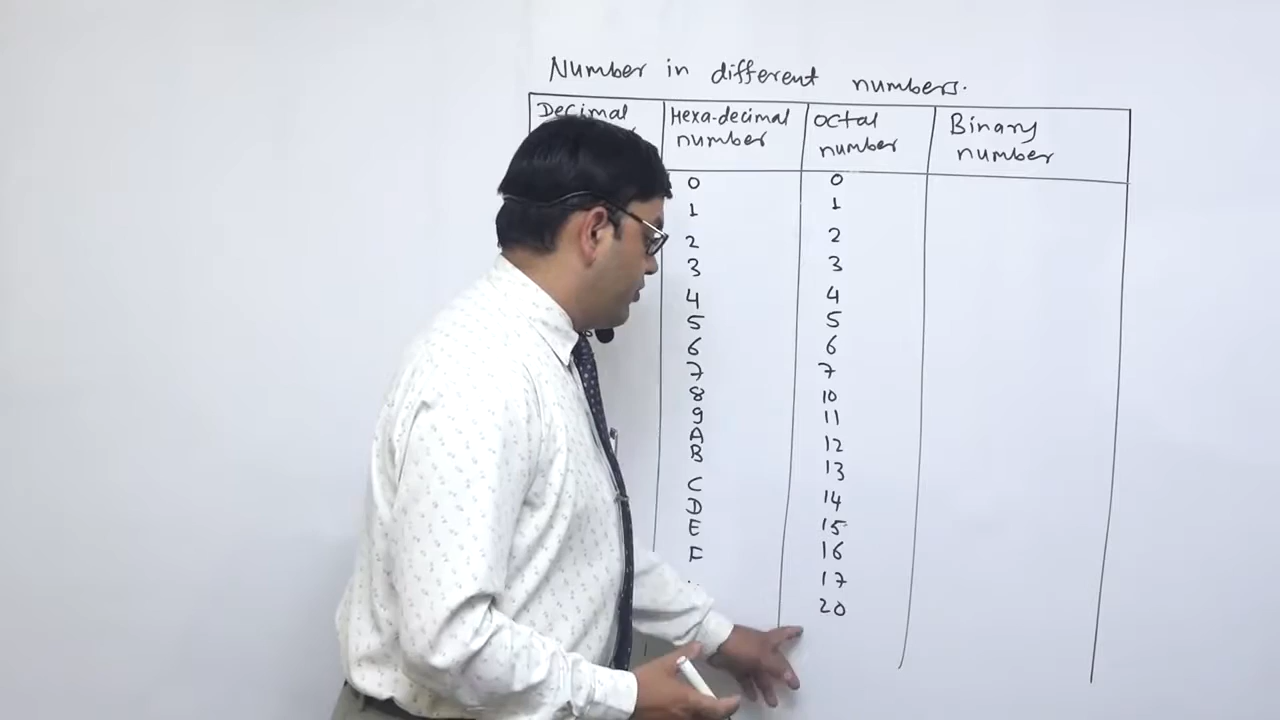 Number in different numbers.
Decimal
Hexa-decimal number
Octal number
Binary number
0 0
1 1
2 2
3 3
4 4
5 5
6 6
7 7
8 10
9 11
A 12
B 13
C 14
D 15
E 16
F 17
20